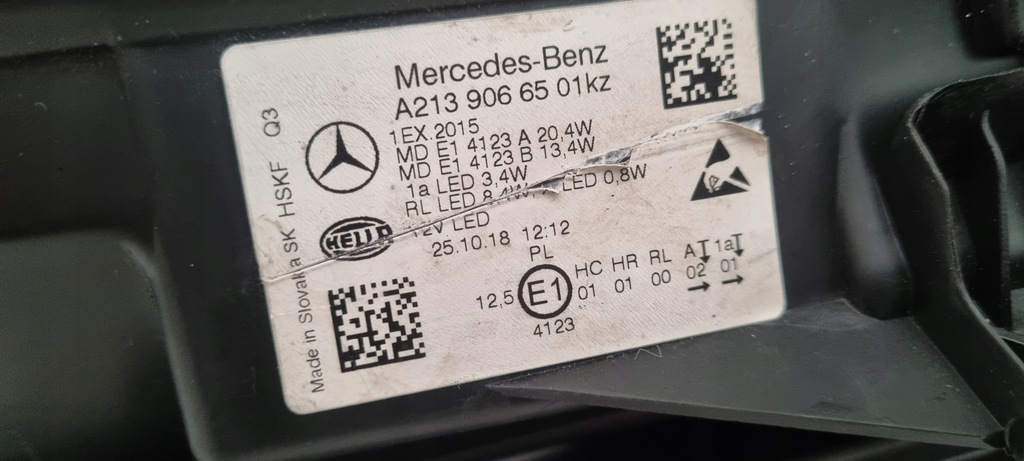 Mercedes-Benz
A213 906 65 01KZ
1EX.2015
MD E1 4123 A 20,4W
MD E1 4123 B 13,4W
1a LED 3,4W
RL LED 8,4W, LED 0,8W
12V LED
25.10.18 12:12
PL
HELLA
12,5 E1 HC HR RL A 1a
01 01 00 02 01
4123
Made in Slovakia SK HSKF Q3